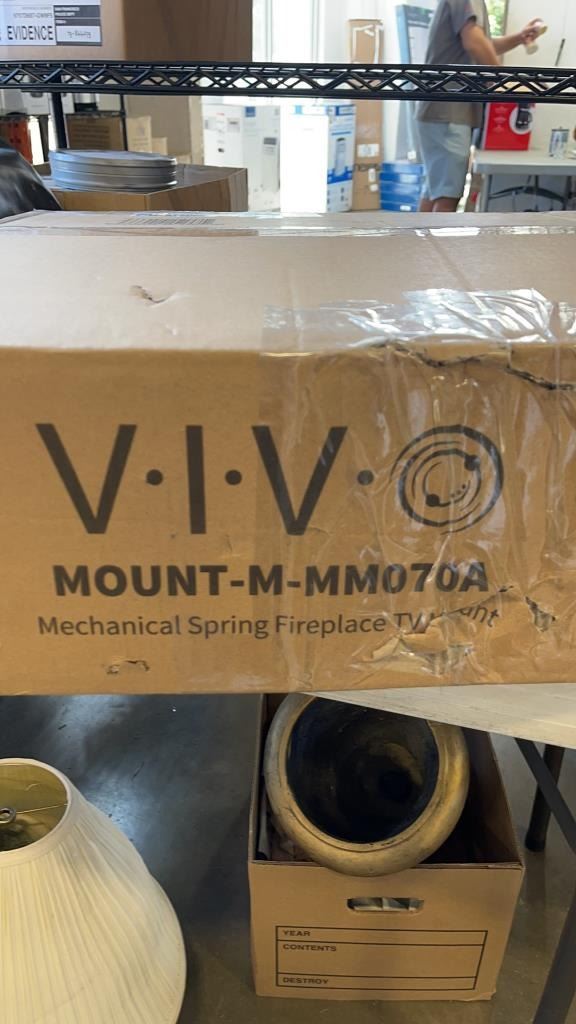 EVIDENCE
V·I·V·O
MOUNT-M-MM070A
Mechanical Spring Fireplace TV Mount
YEAR
CONTENTS
DESTROY